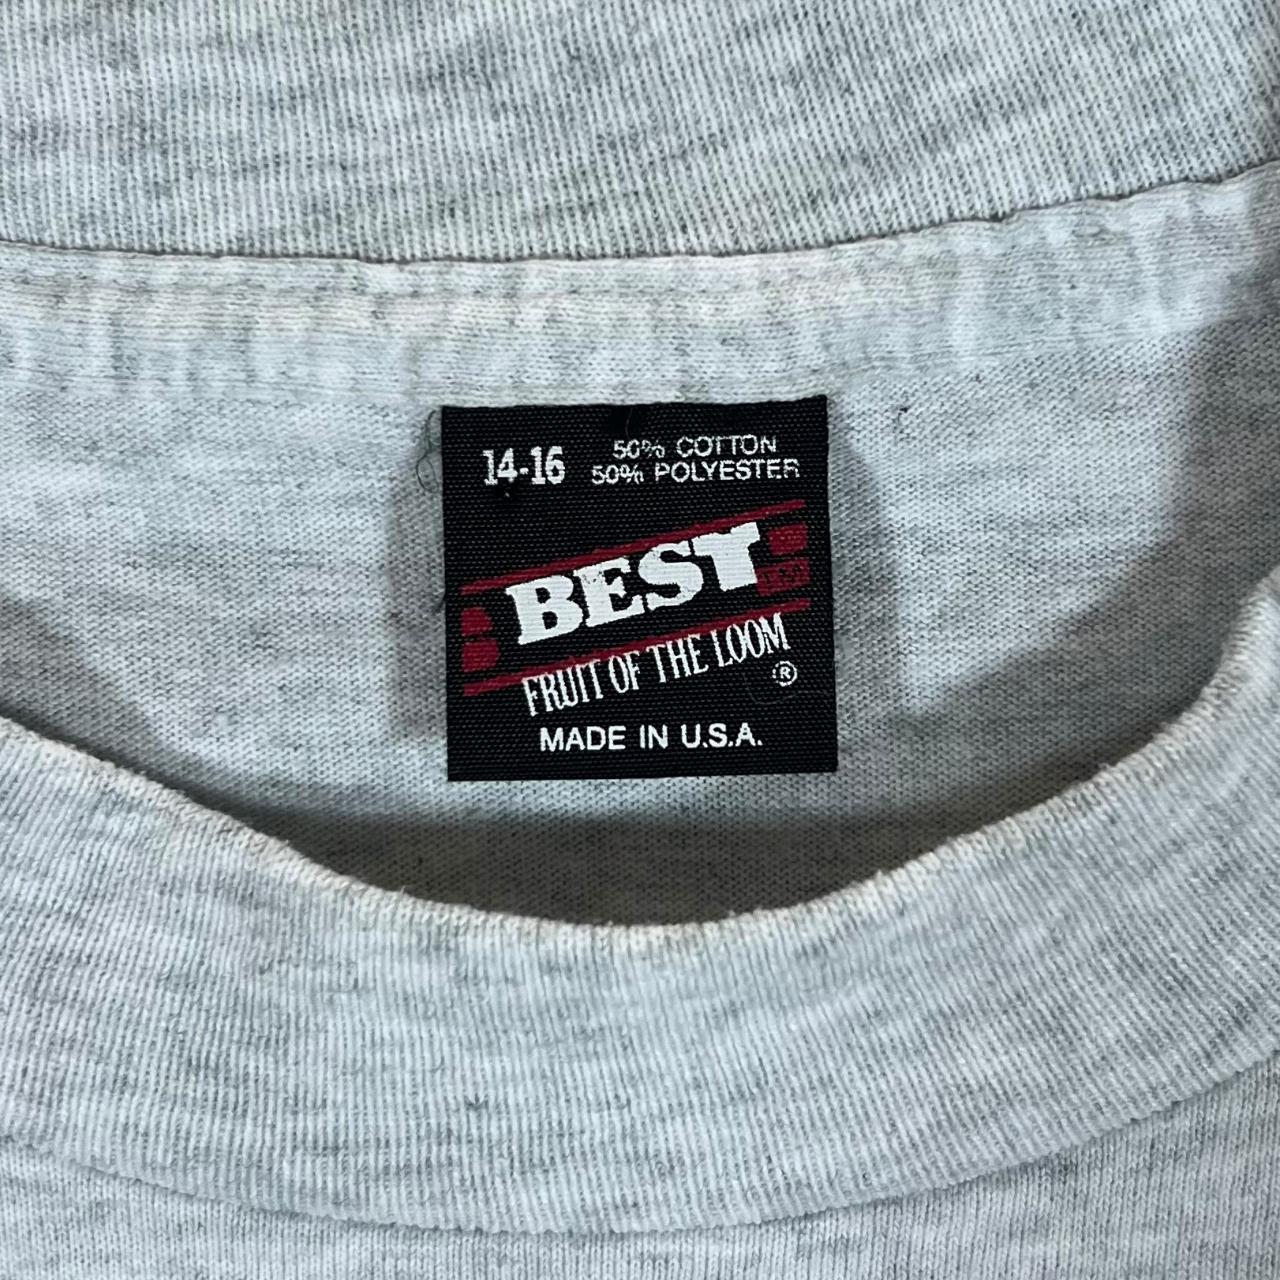 14-16
50% COTTON
50% POLYESTER
BEST
FRUIT OF THE LOOM
®
MADE IN U.S.A.